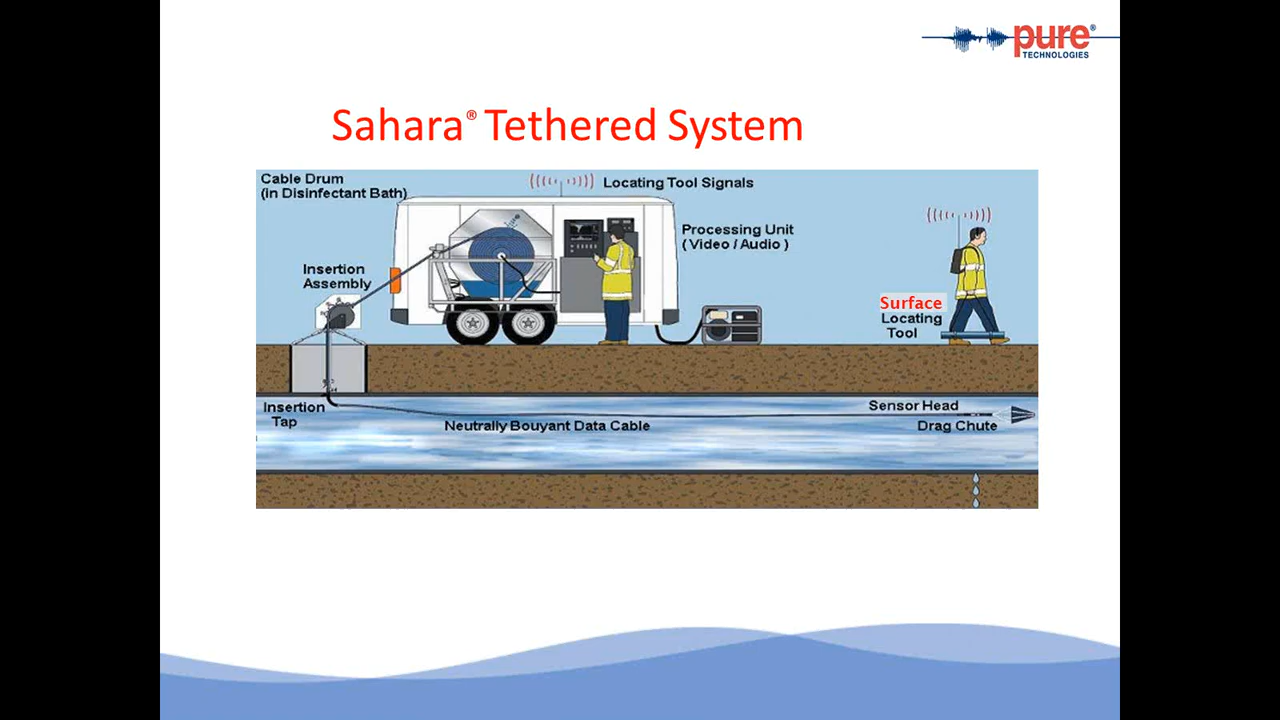 pure®
TECHNOLOGIES
Sahara® Tethered System
Cable Drum
(in Disinfectant Bath)
Locating Tool Signals
Processing Unit
(Video / Audio)
Insertion
Assembly
Surface
Locating
Tool
Insertion
Tap
Sensor Head
Neutrally Bouyant Data Cable
Drag Chute